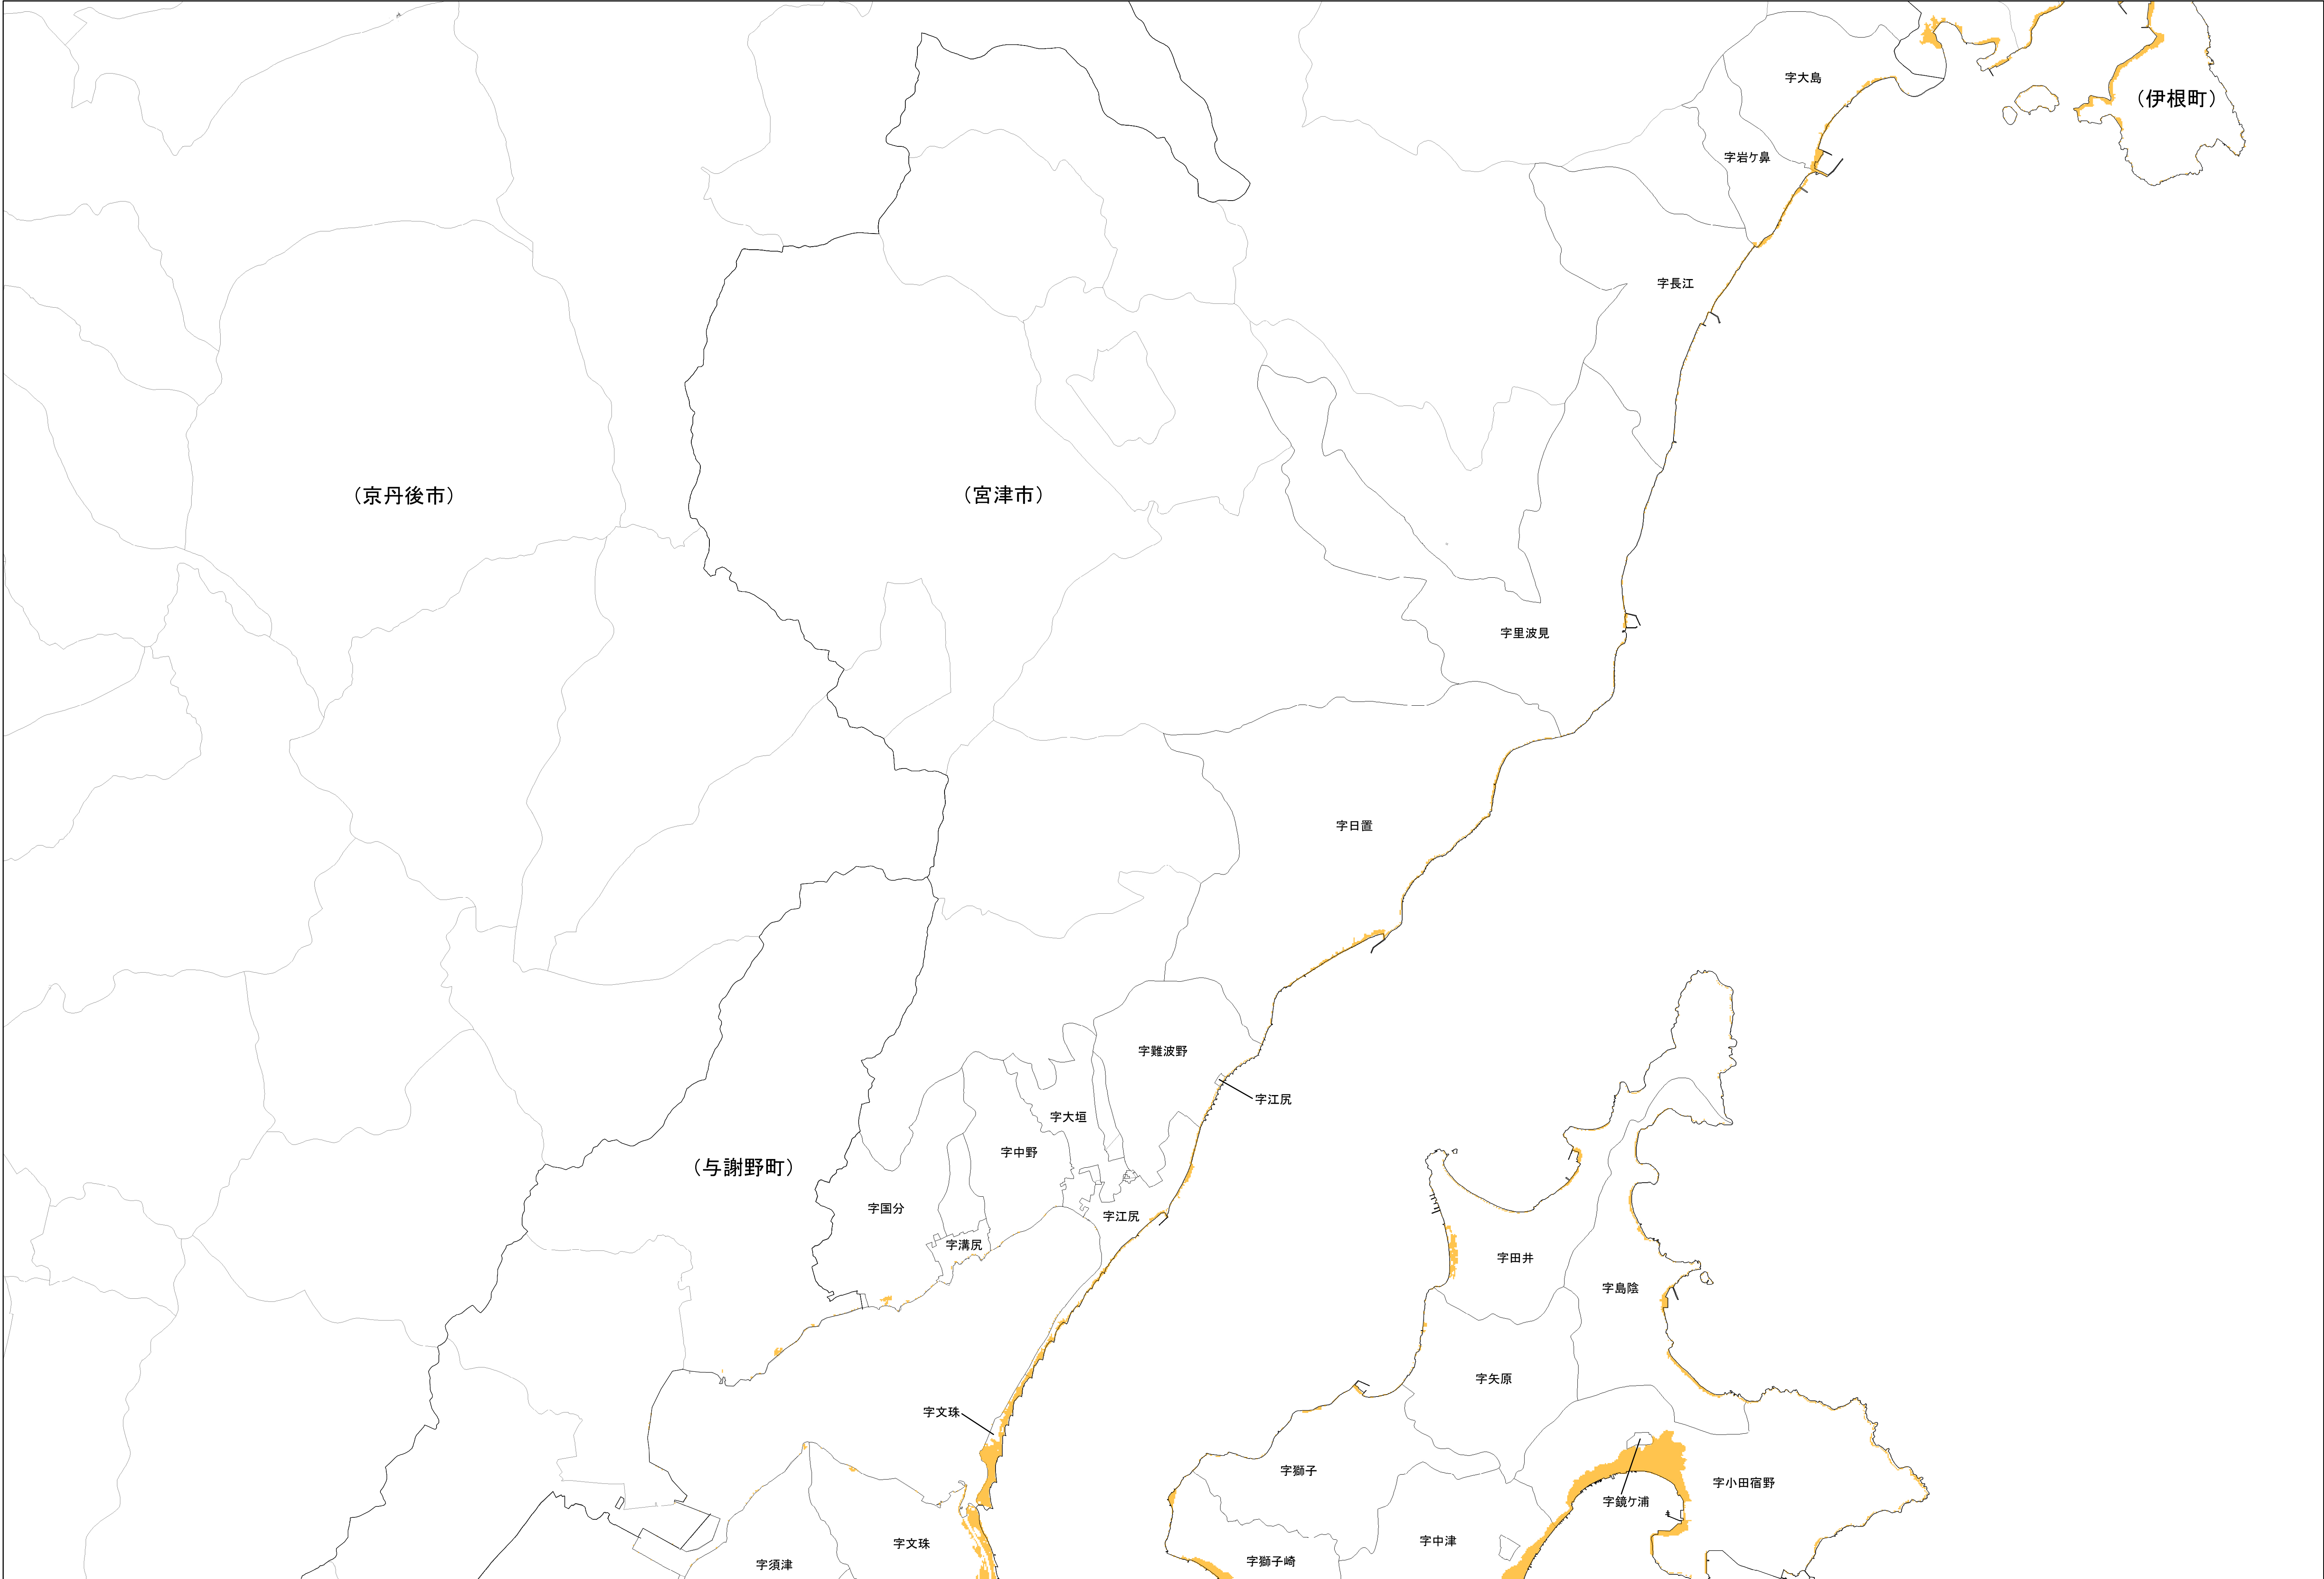 字大島
（伊根町）
字岩ケ鼻
字長江
（京丹後市）
（宮津市）
字里波見
字日置
字難波野
字江尻
字大垣
字中野
（与謝野町）
字国分
字江尻
字溝尻
字田井
字島陰
字矢原
字文珠
字獅子
字小田宿野
字鏡ケ浦
字中津
字文珠
字獅子崎
字須津